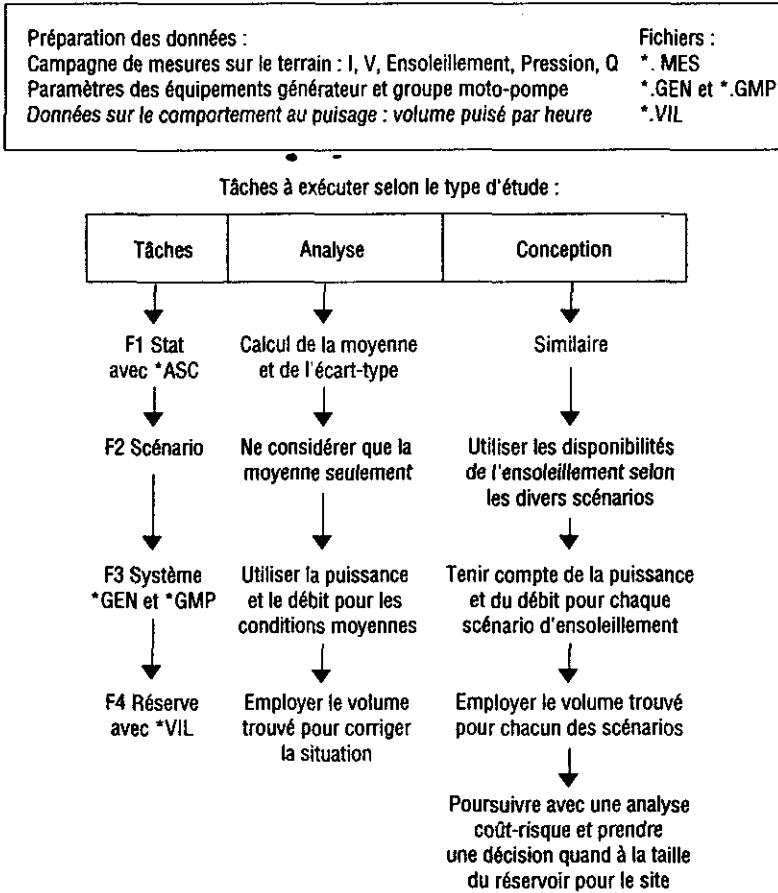 Préparation des données :
Fichiers :
Campagne de mesures sur le terrain : I, V, Ensoleillement, Pression, Q
*. MES
Paramètres des équipements générateur et groupe moto-pompe
*.GEN et *.GMP
Données sur le comportement au puisage : volume puisé par heure
*.VIL
Tâches à exécuter selon le type d'étude :
Tâches
Analyse
Conception
F1 Stat
avec *ASC
Calcul de la moyenne
et de l'écart-type
Similaire
F2 Scénario
Ne considérer que la
moyenne seulement
Utiliser les disponibilités
de l'ensoleillement selon
les divers scénarios
F3 Système
*GEN et *GMP
Utiliser la puissance
et le débit pour les
conditions moyennes
Tenir compte de la puissance
et du débit pour chaque
scénario d'ensoleillement
F4 Réserve
avec *VIL
Employer le volume
trouvé pour corriger
la situation
Employer le volume trouvé
pour chacun des scénarios
Poursuivre avec une analyse
coût-risque et prendre
une décision quand à la taille
du réservoir pour le site